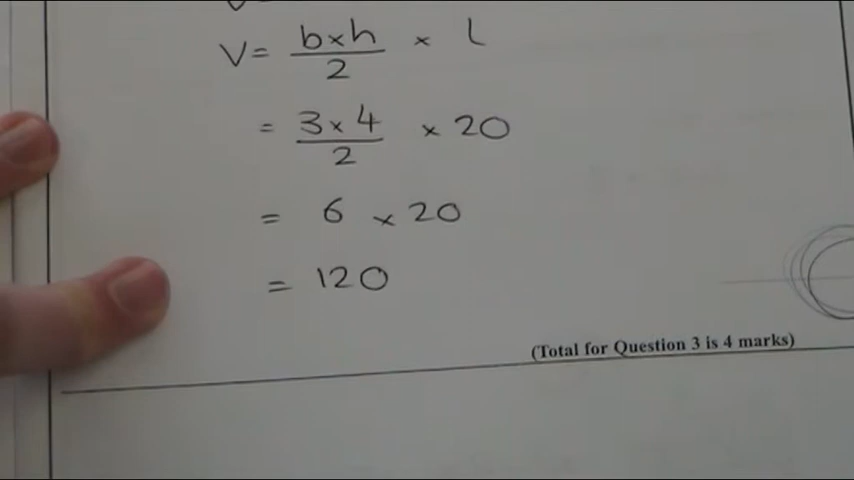 V = b×h/2 × L
= 3×4/2 × 20
= 6 × 20
= 120
(Total for Question 3 is 4 marks)